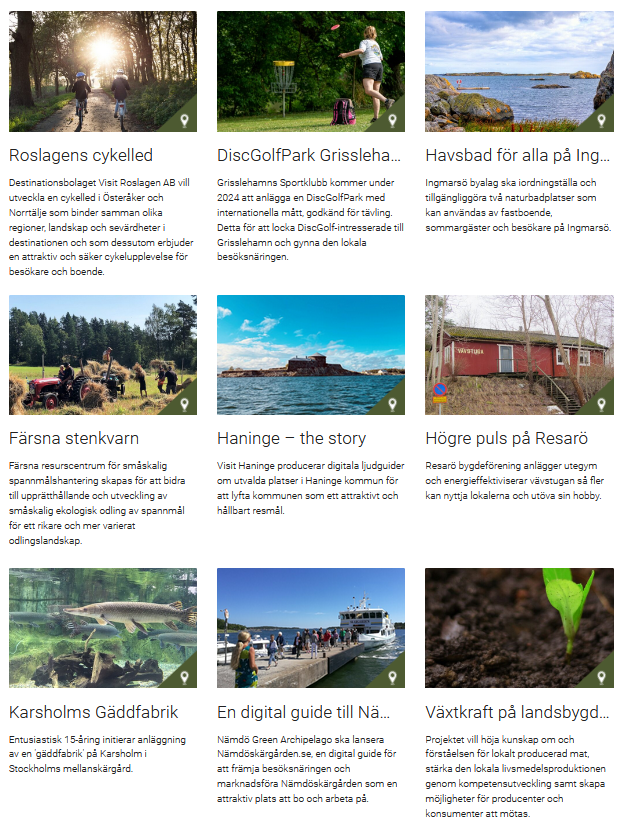 Roslagens cykelled
Destinationsbolaget Visit Roslagen AB vill
utveckla en cykelled i Österåker och
Norrtälje som binder samman olika
regioner, landskap och sevärdheter i
destinationen och som dessutom erbjuder
en attraktiv och säker cykelupplevelse för
besökare och boende.
DiscGolfPark Grissleha...
Grisslehamns Sportklubb kommer under
2024 att anlägga en DiscGolfPark med
internationella mått, godkänd för tävling.
Detta för att locka DiscGolf-intresserade till
Grisslehamn och gynna den lokala
besöksnäringen.
Havsbad för alla på Ing...
Ingmarsö byalag ska iordningställa och
tillgängliggöra två naturbadplatser som
kan användas av fastboende,
sommargäster och besökare på Ingmarsö.
Färsna stenkvarn
Färsna resurscentrum för småskalig
spannmålshantering skapas för att bidra
till upprätthållande och utveckling av
småskalig ekologisk odling av spannmål
för ett rikare och mer varierat
odlingslandskap.
Haninge – the story
Visit Haninge producerar digitala ljudguider
om utvalda platser i Haninge kommun för
att lyfta kommunen som ett attraktivt och
hållbart resmål.
VÄVSTUGA
Högre puls på Resarö
Resarö bygdeförening anlägger utegym
och energieffektiviserar vävstugan så fler
kan nyttja lokalerna och utöva sin hobby.
Karsholms Gäddfabrik
Entusiastisk 15-åring initierar anläggning
av en 'gäddfabrik' på Karsholm i
Stockholms mellanskärgård.
En digital guide till Nä...
Nämdö Green Archipelago ska lansera
Nämdöskärgården.se, en digital guide för
att främja besöksnäringen och
marknadsföra Nämdöskärgården som en
attraktiv plats att bo och arbeta på.
Växtkraft på landsbygd...
Projektet vill höja kunskap om och
förståelsen för lokalt producerad mat,
stärka den lokala livsmedelsproduktionen
genom kompetensutveckling samt skapa
möjligheter för producenter och
konsumenter att mötas.